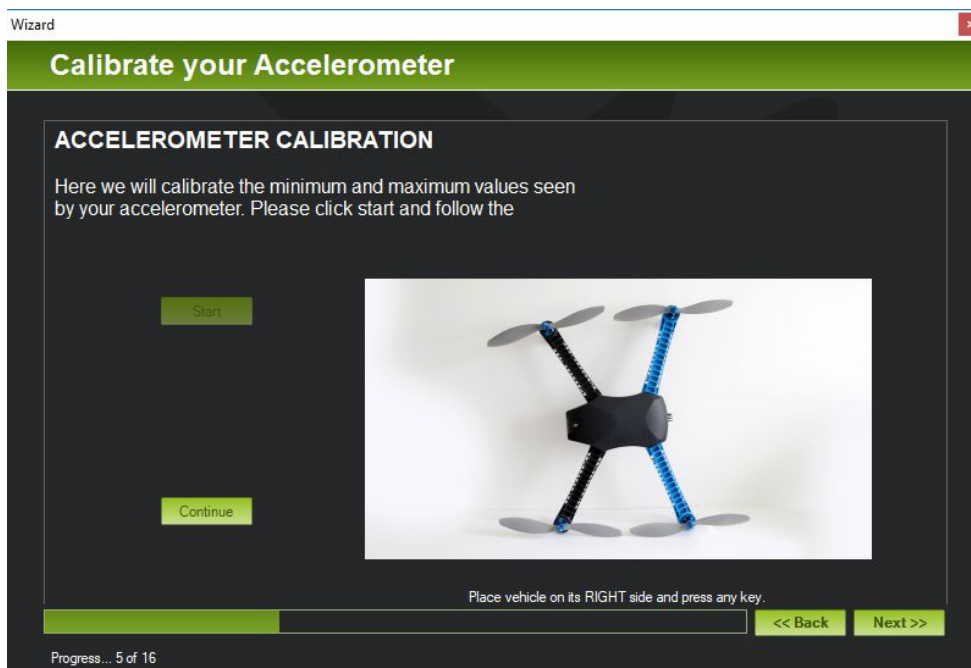 Wizard
Calibrate your Accelerometer
ACCELEROMETER CALIBRATION
Here we will calibrate the minimum and maximum values seen
by your accelerometer. Please click start and follow the
Start
Continue
Place vehicle on its RIGHT side and press any key.
<< Back
Next >>
Progress... 5 of 16